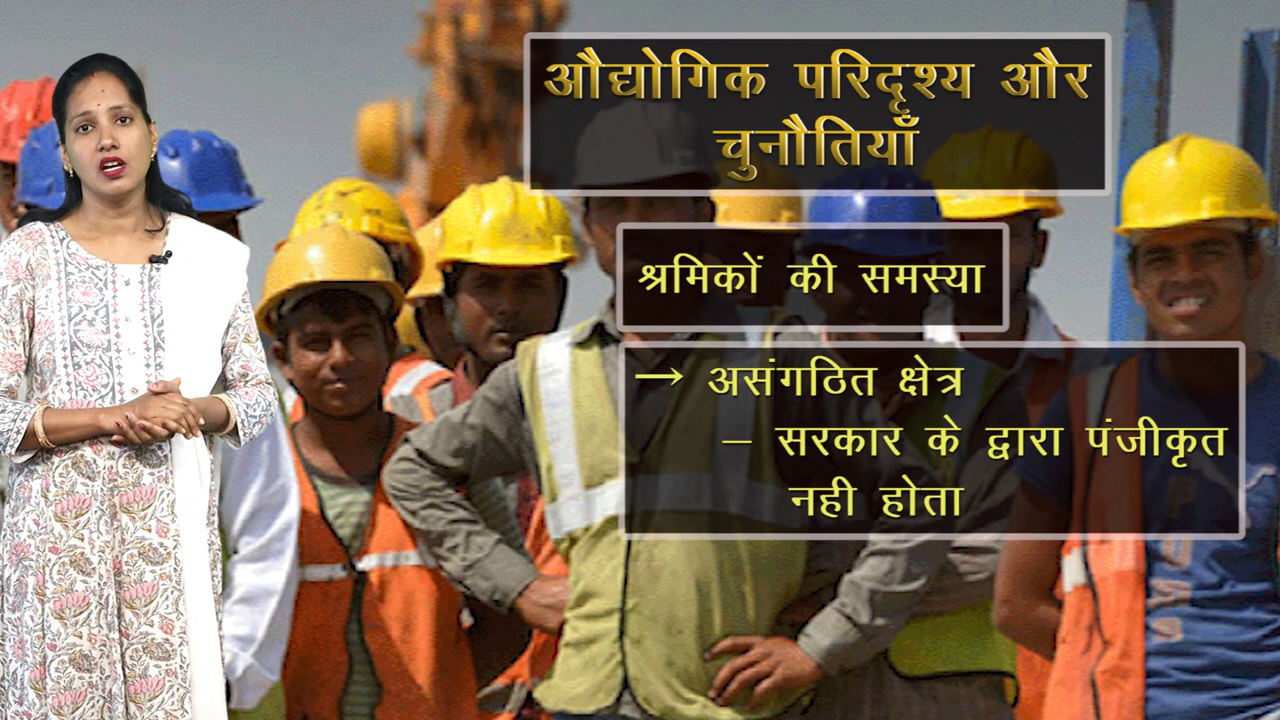 औद्योगिक परिदृश्य और
चुनौतियाँ
श्रमिकों की समस्या
→ असंगठित क्षेत्र
– सरकार के द्वारा पंजीकृत
नही होता